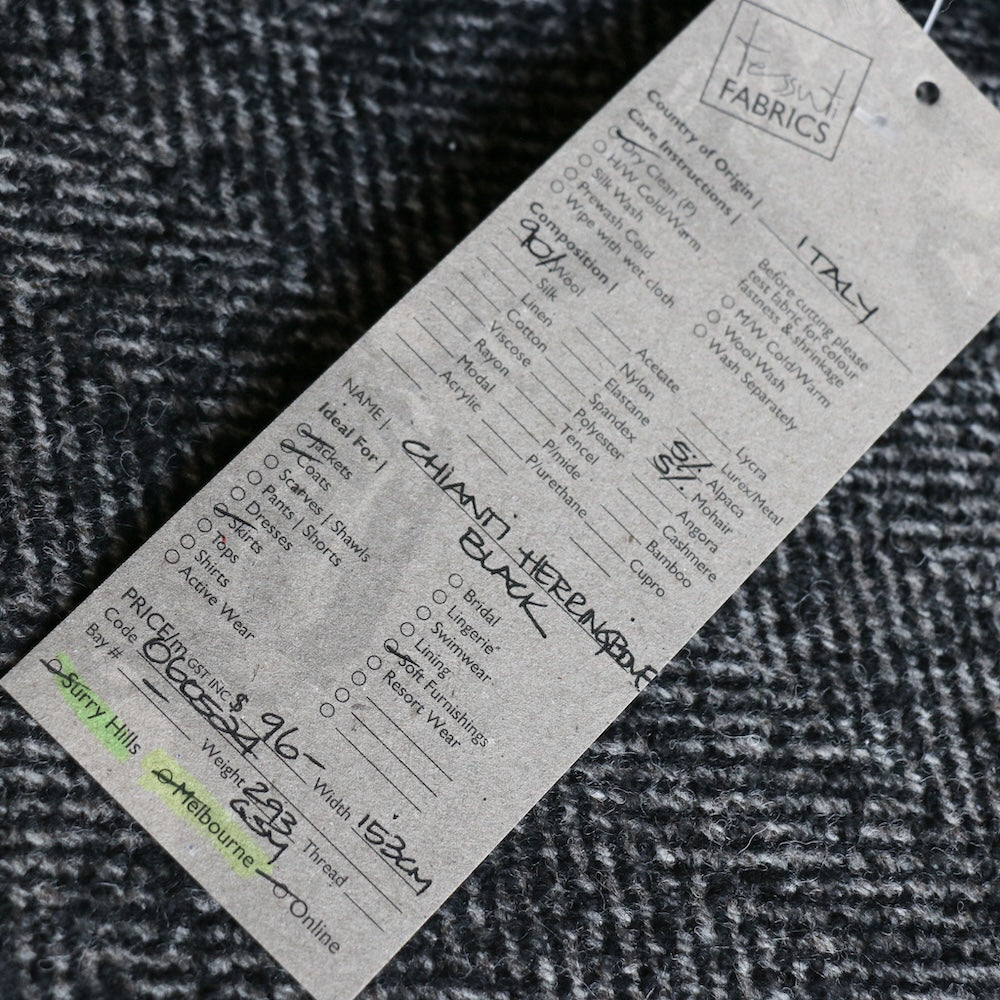 tessuti
FABRICS
Country of Origin | ITALY
Care Instructions |
Dry Clean (P)
H/W Cold/Warm
Silk Wash
Prewash Cold
Wipe with wet cloth
Before cutting please
test fabric for colour
fastness & shrinkage
M/W Cold/Warm
Wool Wash
Wash Separately
Composition |
90% Wool
Silk
Linen
Cotton
Viscose
Rayon
Modal
Acrylic
Acetate
Nylon
Elastane
Spandex
Polyester
Tencel
P/mide
P/urethane
Lycra
Lurex/Metal
5% Alpaca
5% Mohair
Angora
Cashmere
Bamboo
Cupro
NAME | CHIANTI HERRINGBONE
BLACK
Ideal For |
Jackets
Coats
Scarves | Shawls
Pants | Shorts
Dresses
Skirts
Tops
Shirts
Active Wear
Bridal
Lingerie
Swimwear
Lining
Soft Furnishings
Resort Wear
PRICE/m GST INC $ 96 - Width 152CM
Code 0600524 Weight 293 GSM Thread
Bay #
Surry Hills Melbourne Online